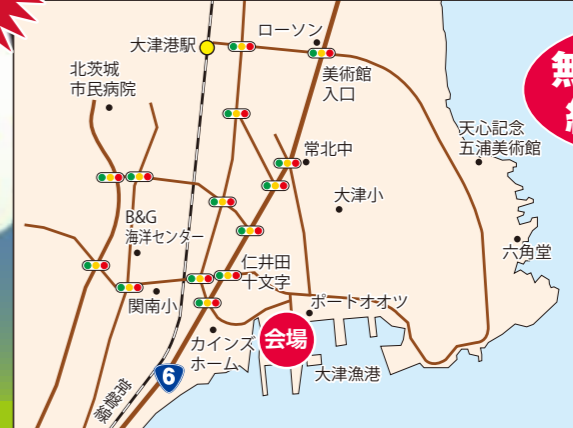 大津港駅
ローソン
北茨城
市民病院
美術館
入口
常北中
天心記念
五浦美術館
大津小
B&G
海洋センター
仁井田
十文字
六角堂
関南小
ポートオオツ
カインズ
ホーム
会場
6
大津漁港
常磐線